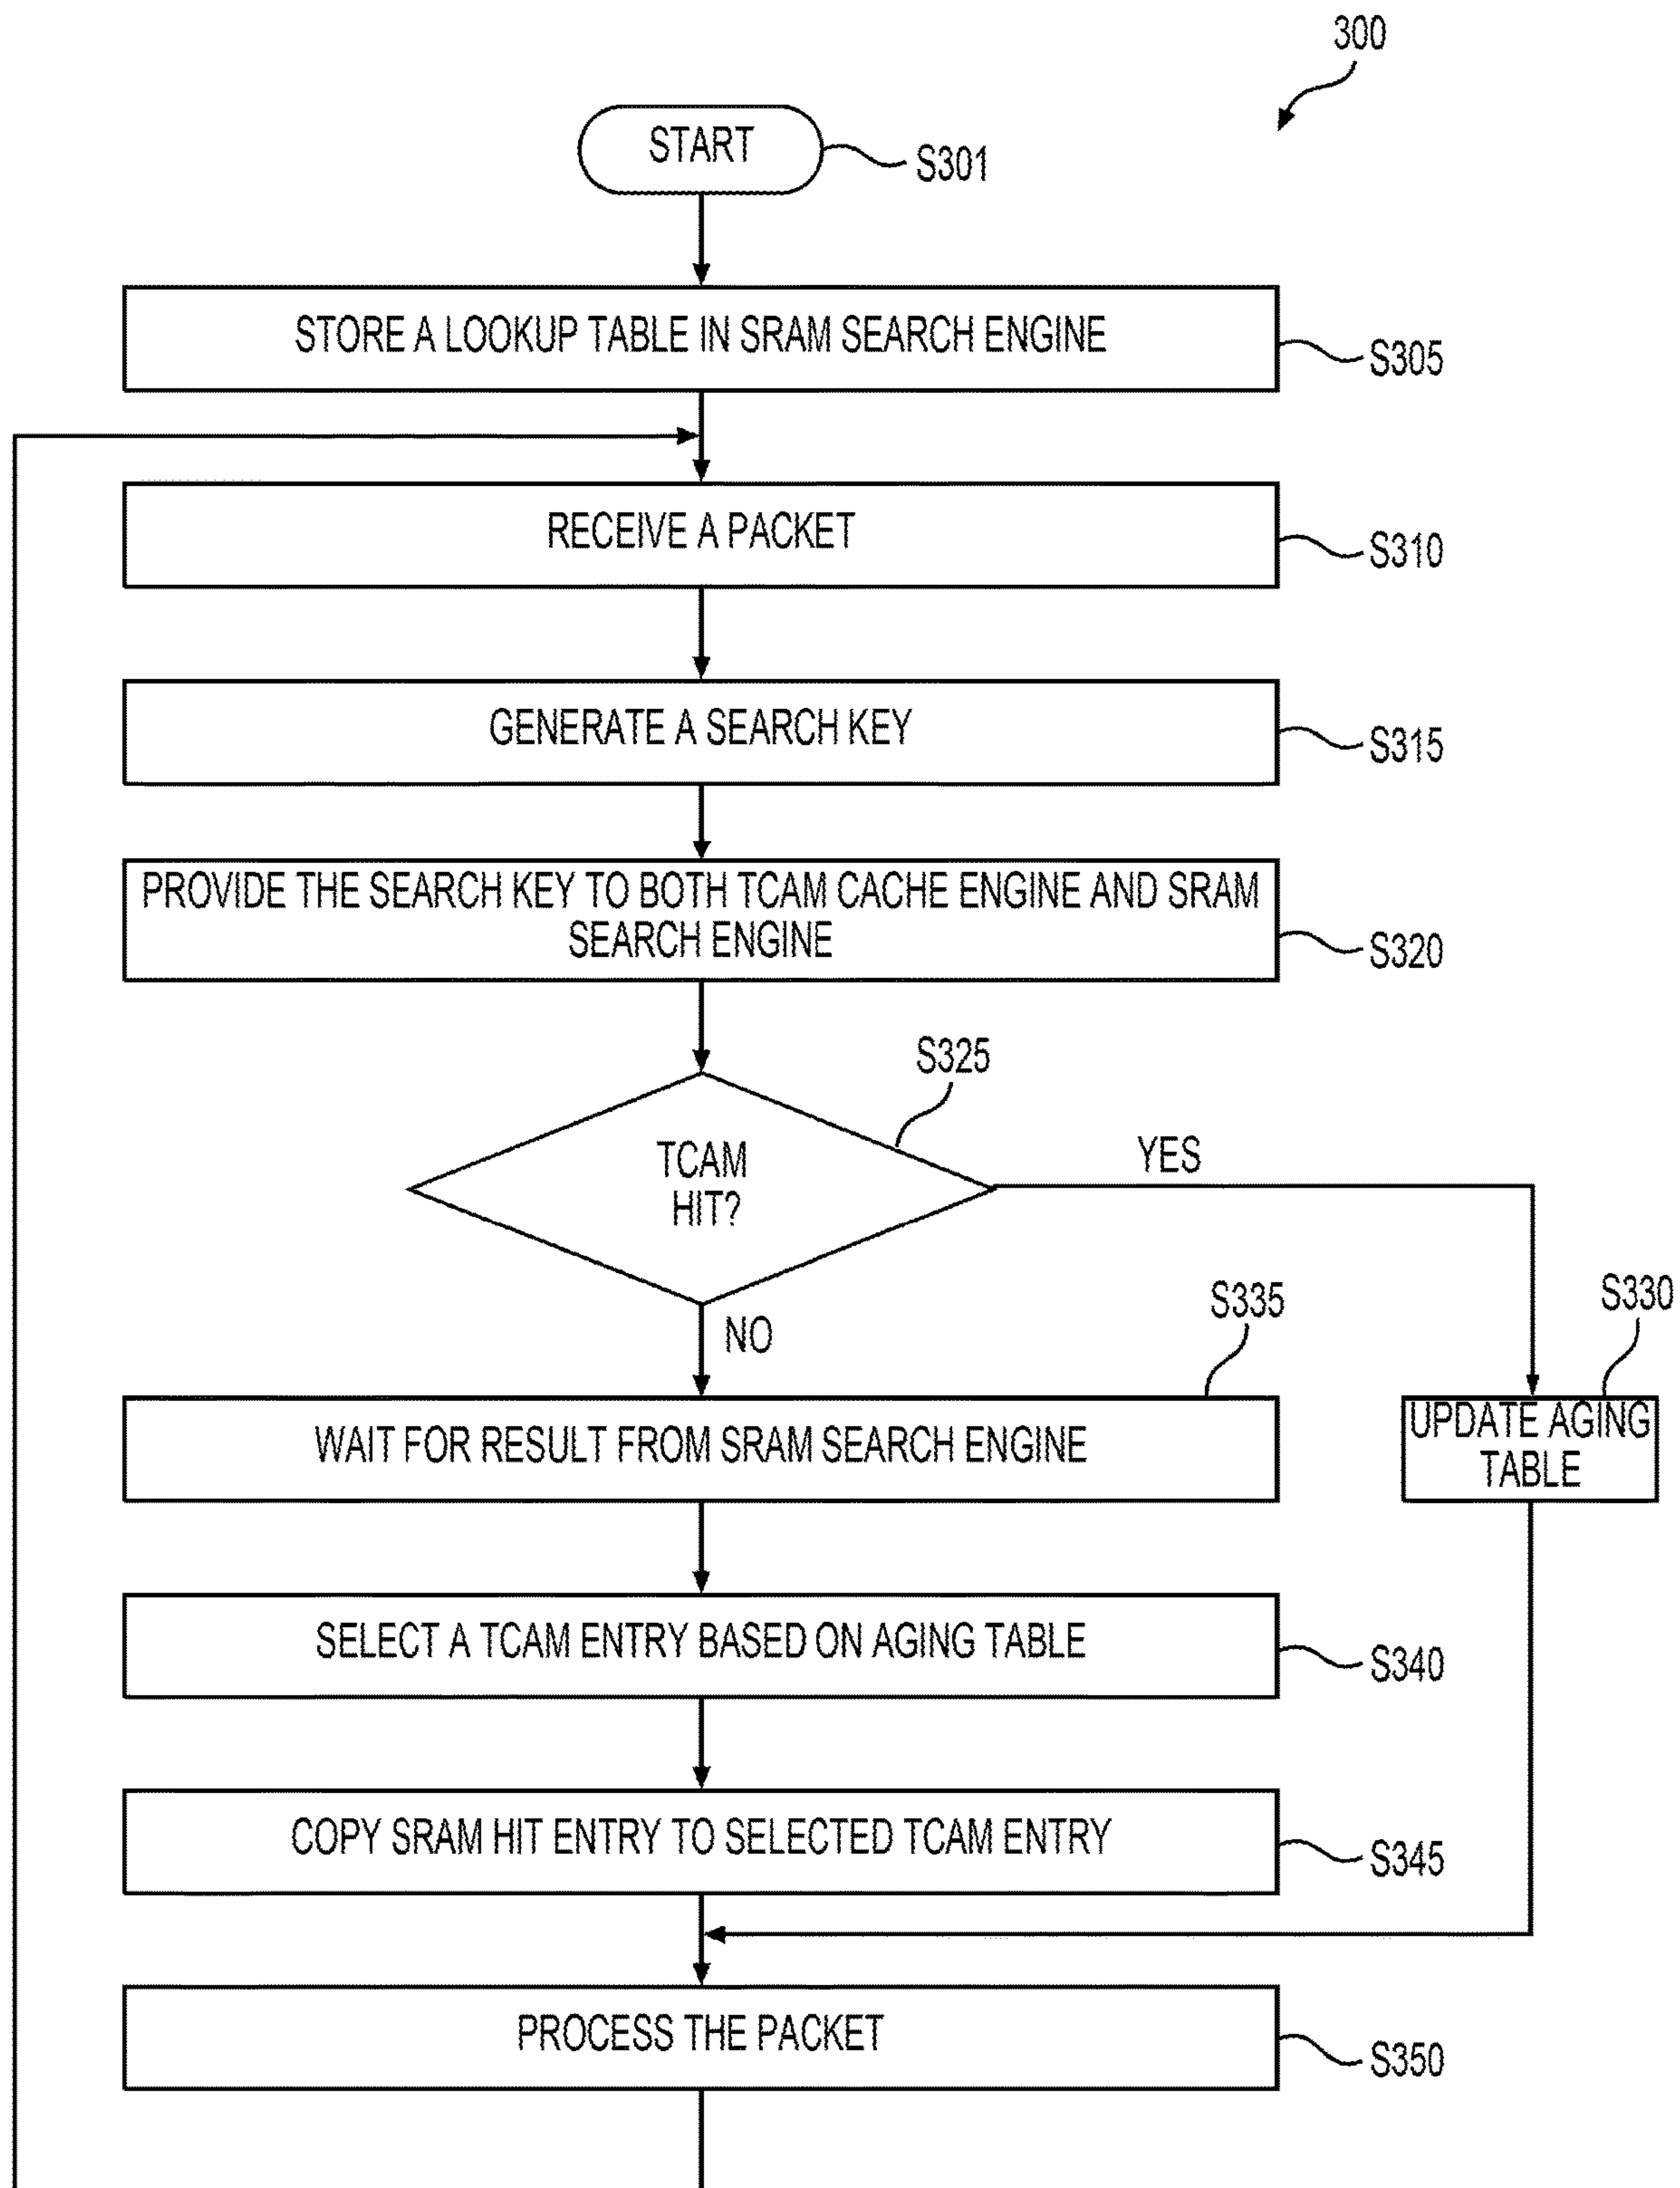 300
START
S301
STORE A LOOKUP TABLE IN SRAM SEARCH ENGINE
S305
RECEIVE A PACKET
S310
GENERATE A SEARCH KEY
S315
PROVIDE THE SEARCH KEY TO BOTH TCAM CACHE ENGINE AND SRAM
SEARCH ENGINE
S320
S325
TCAM
HIT?
YES
NO
S335
S330
WAIT FOR RESULT FROM SRAM SEARCH ENGINE
UPDATE AGING
TABLE
SELECT A TCAM ENTRY BASED ON AGING TABLE
S340
COPY SRAM HIT ENTRY TO SELECTED TCAM ENTRY
S345
PROCESS THE PACKET
S350